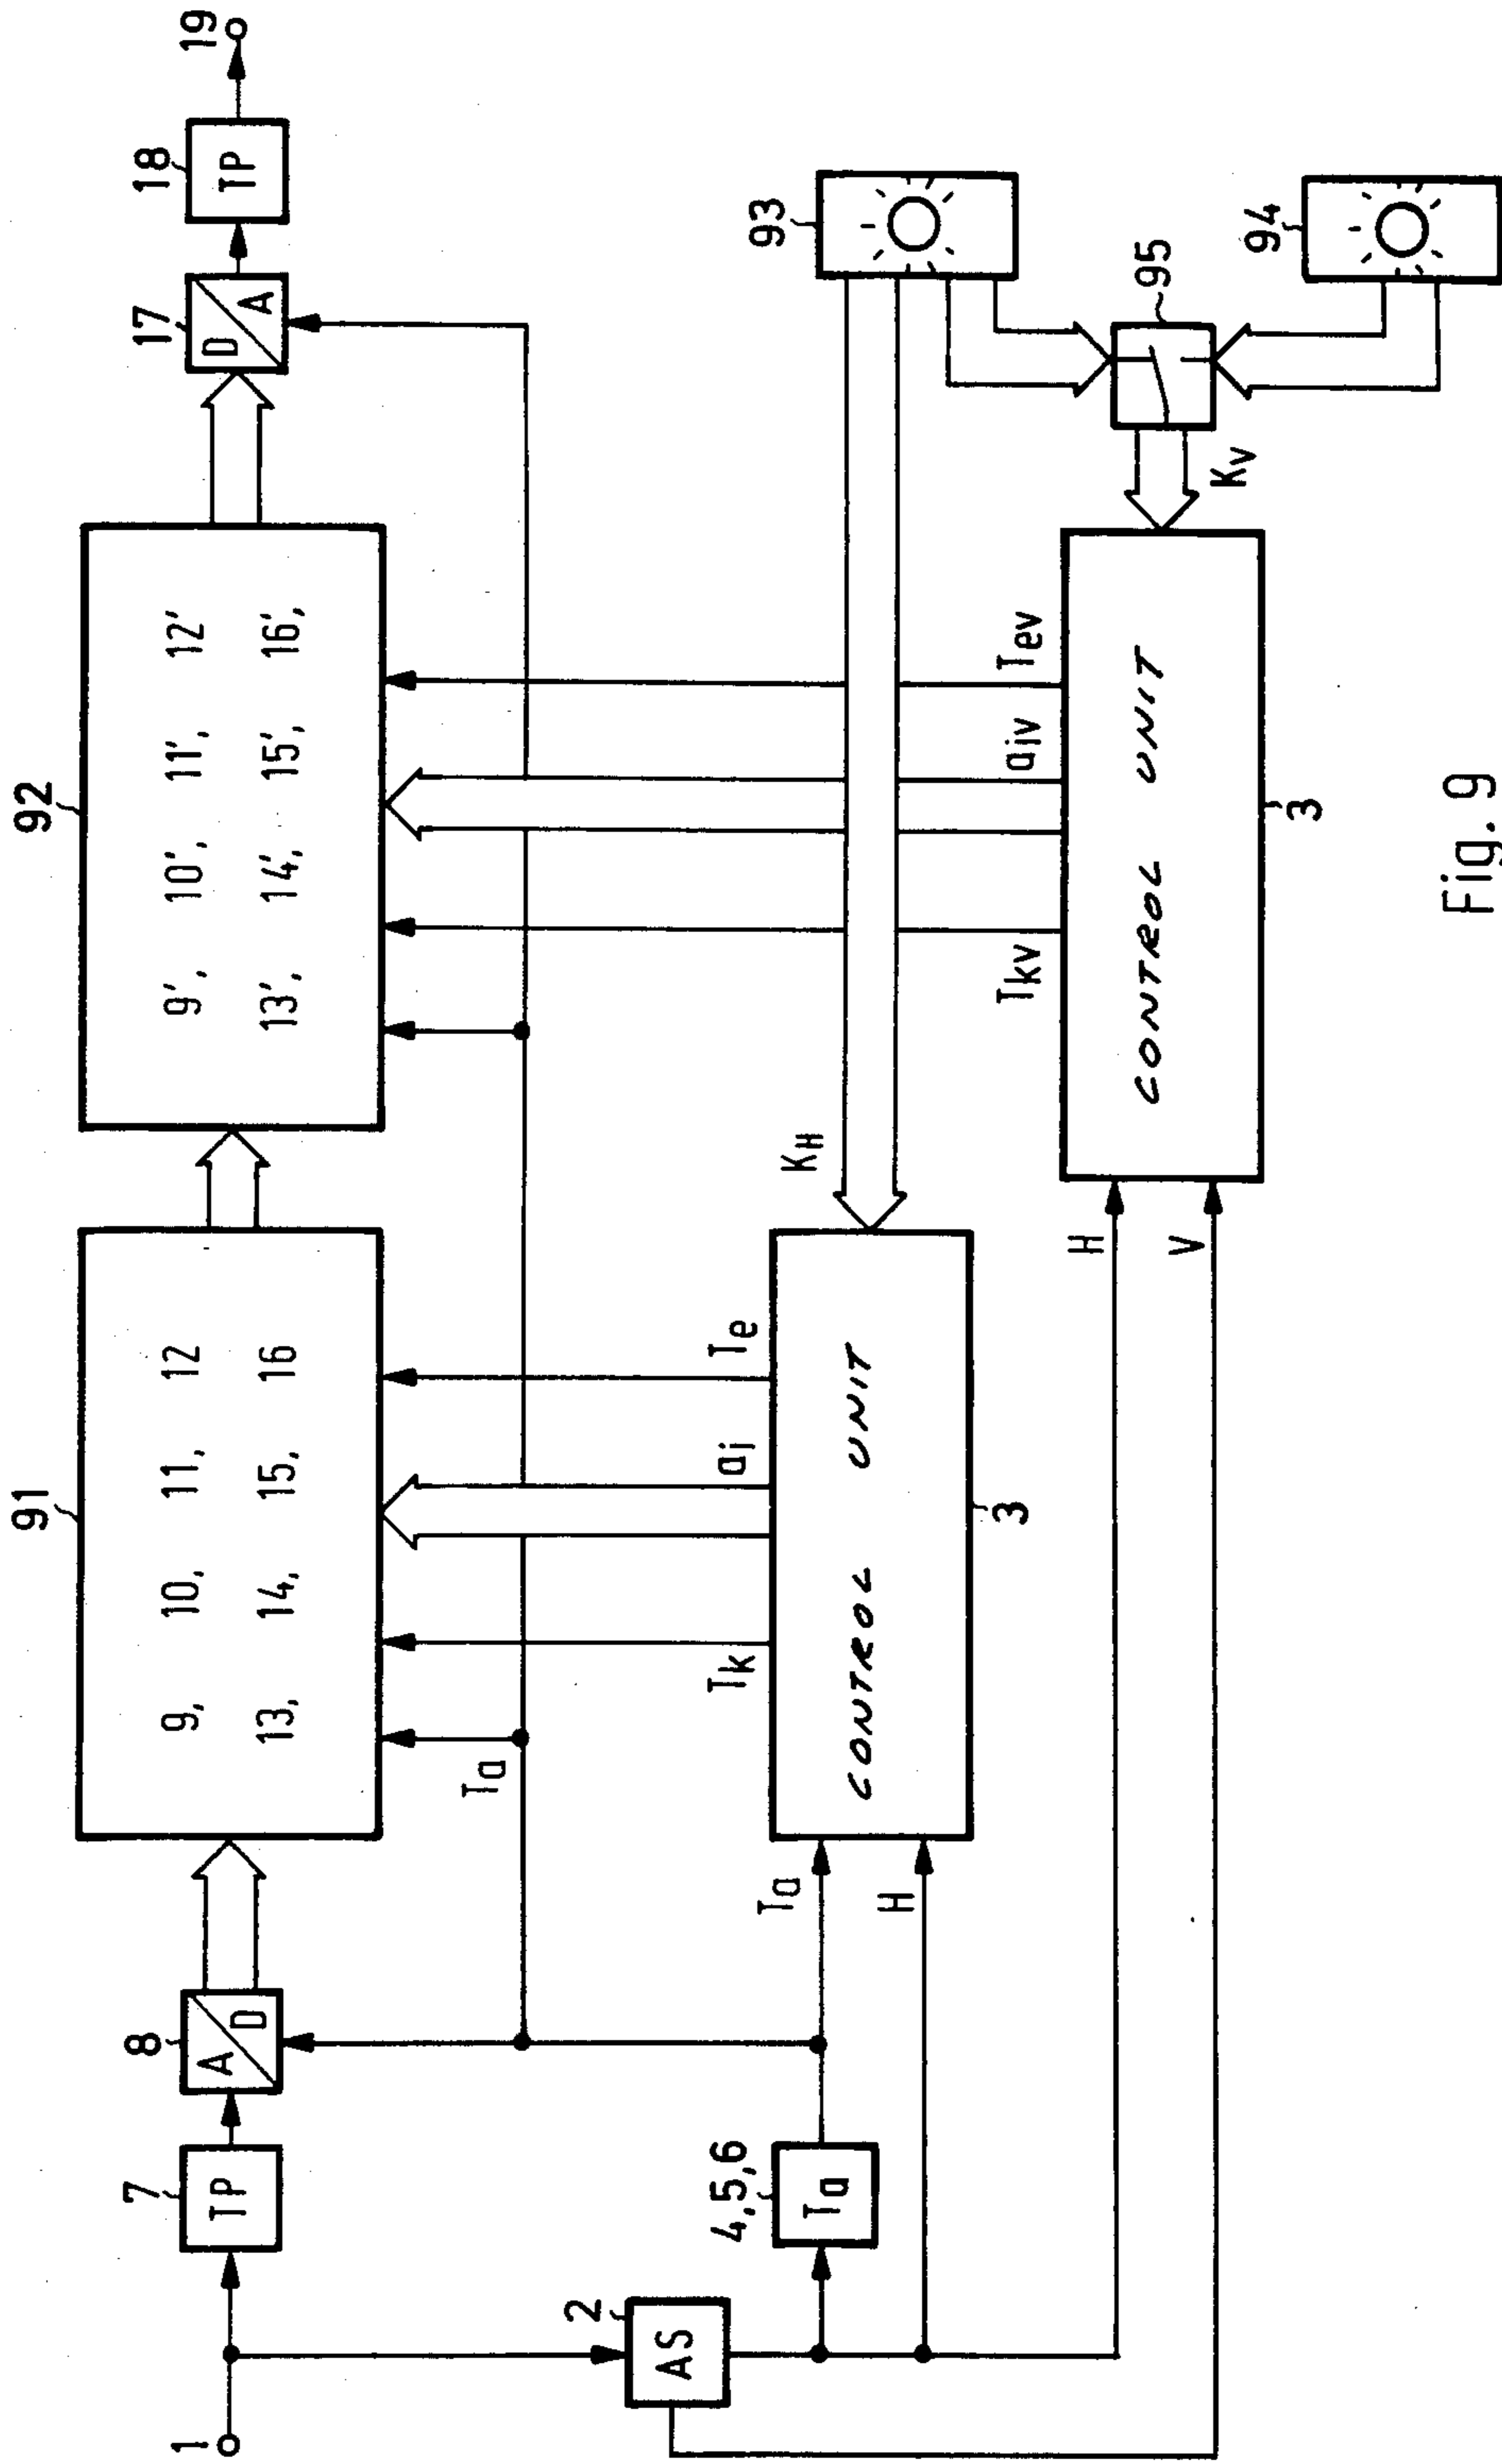 1
7
TP
8
A
D
91
9, 10, 11, 12
13, 14, 15, 16
92
9', 10', 11', 12'
13', 14', 15', 16',
17
D
A
18
TP
19
Ta
Tk
ai
Te
Tkv
aiv
Tev
2
AS
4,5,6
Ta
Ta
H
CONTROL UNIT
3
KH
93
H
V
CONTROL UNIT
3
Kv
95
94
Fig. 9